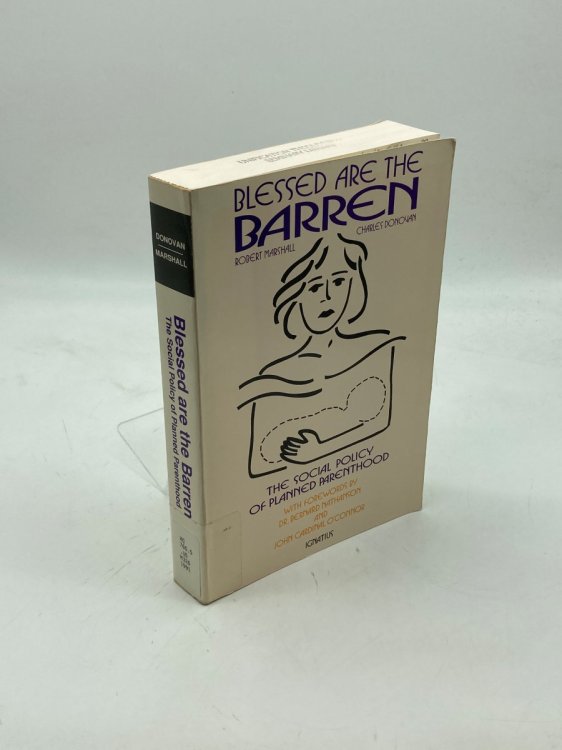 BLESSED ARE THE
BARREN
ROBERT MARSHALL
CHARLES DONOVAN
THE SOCIAL POLICY
OF PLANNED PARENTHOOD
WITH FOREWORDS BY
DR. BERNARD NATHANSON
AND
JOHN CARDINAL O'CONNOR
IGNATIUS
DONOVAN
MARSHALL
Blessed are the Barren
The Social Policy of Planned Parenthood
1991